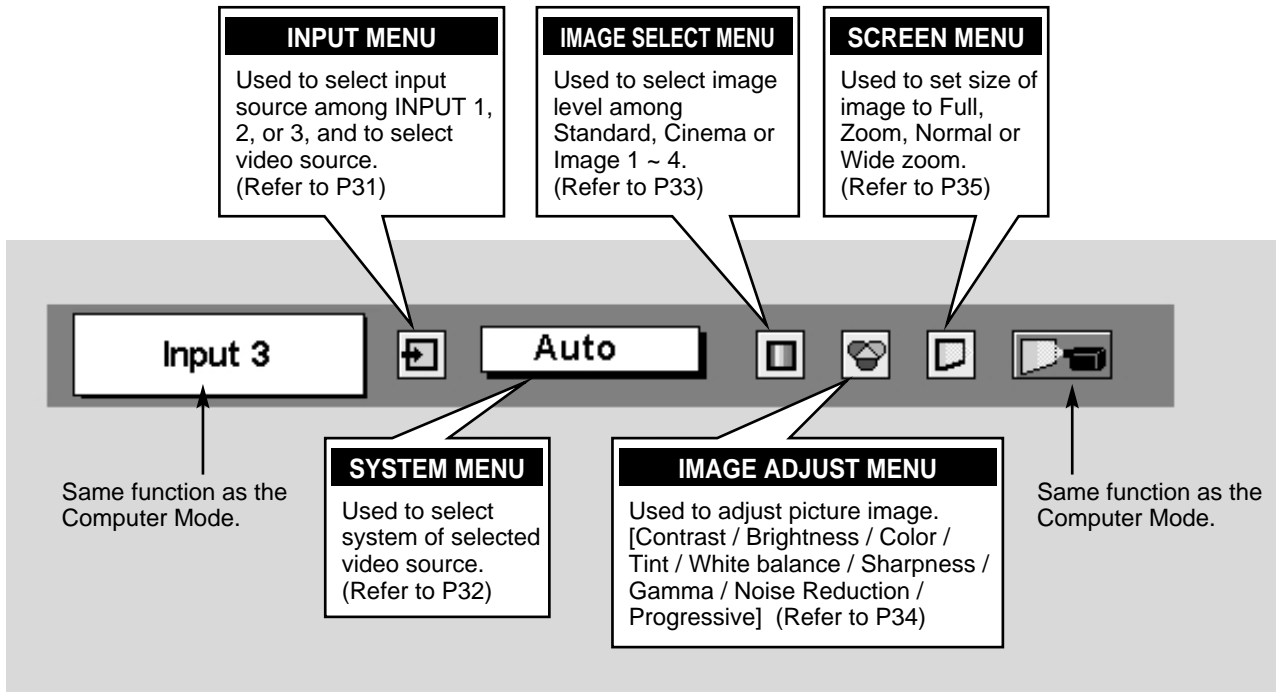 INPUT MENU
Used to select input
source among INPUT 1,
2, or 3, and to select
video source.
(Refer to P31)
IMAGE SELECT MENU
Used to select image
level among
Standard, Cinema or
Image 1 ~ 4.
(Refer to P33)
SCREEN MENU
Used to set size of
image to Full,
Zoom, Normal or
Wide zoom.
(Refer to P35)
Input 3
Auto
Same function as the
Computer Mode.
SYSTEM MENU
Used to select
system of selected
video source.
(Refer to P32)
IMAGE ADJUST MENU
Used to adjust picture image.
[Contrast / Brightness / Color /
Tint / White balance / Sharpness /
Gamma / Noise Reduction /
Progressive]  (Refer to P34)
Same function as the
Computer Mode.